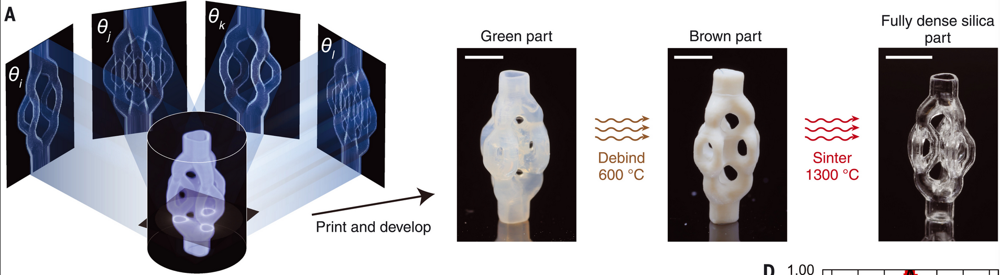 A
θi
θj
θk
θl
Print and develop
Green part
Debind
600 °C
Brown part
Sinter
1300 °C
Fully dense silica
part
D
1.00